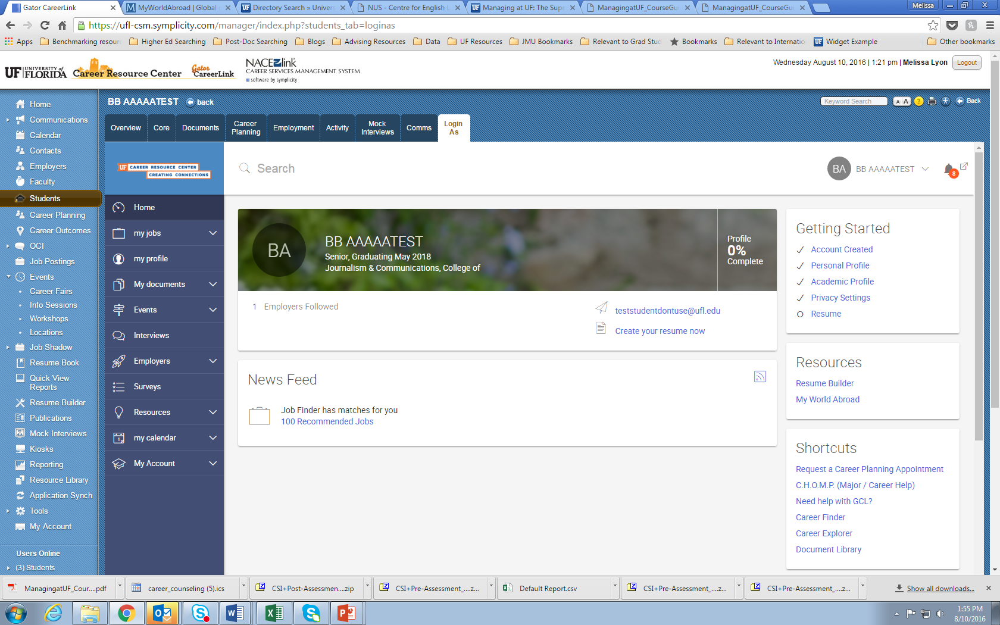 Gator CareerLink
MyWorldAbroad | Global
Directory Search » Univers
NUS - Centre for English L
Managing at UF: The Supe
ManagingatUF_CourseGu
ManagingatUF_CourseGu
Melissa
https://ufl-csm.symplicity.com/manager/index.php?students_tab=loginas
Apps
Benchmarking resour
Higher Ed Searching
Post-Doc Searching
Blogs
Advising Resources
Data
UF Resources
JMU Bookmarks
Relevant to Grad Stud
Bookmarks
Relevant to Internatio
Widget Example
Other bookmarks
UF UNIVERSITY of FLORIDA
Career Resource Center
Gator CareerLink
NACElink
CAREER SERVICES MANAGEMENT SYSTEM
software by symplicity
Wednesday August 10, 2016 | 1:21 pm | Melissa Lyon
Logout
Home
Communications
Calendar
Contacts
Employers
Faculty
Students
Career Planning
Career Outcomes
OCI
Job Postings
Events
Career Fairs
Info Sessions
Workshops
Locations
Job Shadow
Resume Book
Quick View
Reports
Resume Builder
Publications
Mock Interviews
Kiosks
Reporting
Resource Library
Application Synch
Tools
My Account
Users Online
(3) Students
BB AAAAATEST
back
Keyword Search
A A
?
Back
Overview
Core
Documents
Career
Planning
Employment
Activity
Mock
Interviews
Comms
Login
As
UF CAREER RESOURCE CENTER
CREATING CONNECTIONS
Home
my jobs
my profile
My documents
Events
Interviews
Employers
Surveys
Resources
my calendar
My Account
Search
BA
BB AAAAATEST
8
BA
BB AAAAATEST
Senior, Graduating May 2018
Journalism & Communications, College of
Profile
0%
Complete
1 Employers Followed
teststudentdontuse@ufl.edu
Create your resume now
News Feed
Job Finder has matches for you
100 Recommended Jobs
Getting Started
Account Created
Personal Profile
Academic Profile
Privacy Settings
Resume
Resources
Resume Builder
My World Abroad
Shortcuts
Request a Career Planning Appointment
C.H.O.M.P. (Major / Career Help)
Need help with GCL?
Career Finder
Career Explorer
Document Library
ManagingatUF_Cour....pdf
career_counseling (5).ics
CSI+Post-Assessmen....zip
CSI+Pre-Assessment_....z...
Default Report.csv
CSI+Pre-Assessment_....z...
CSI+Pre-Assessment_....z...
Show all downloads...
1:55 PM
8/10/2016